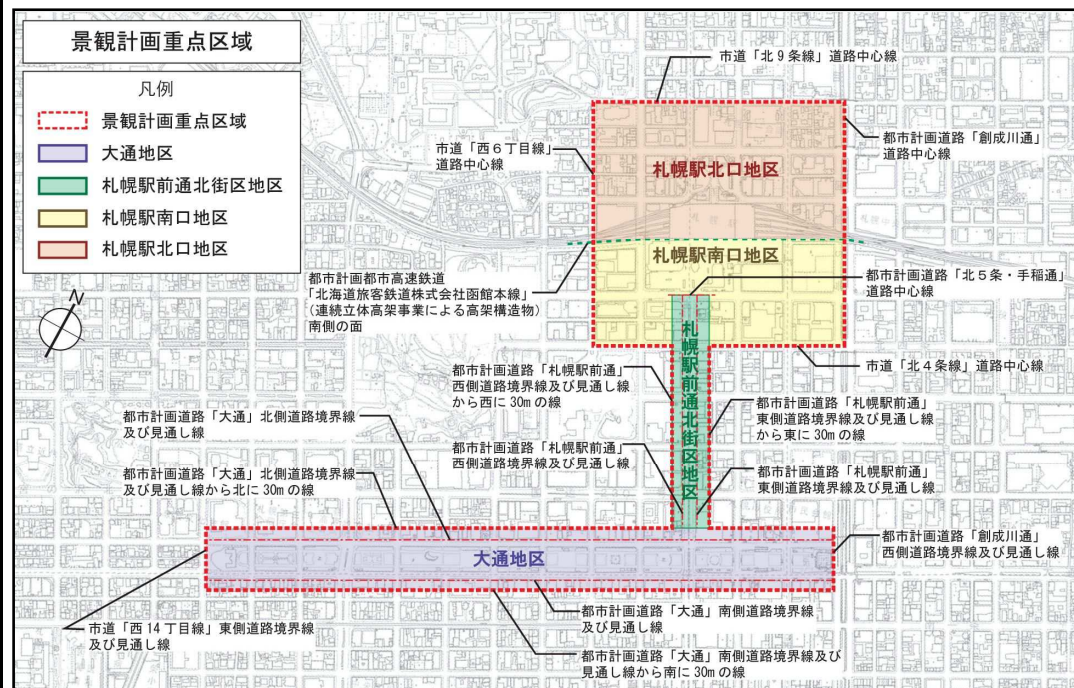 景観計画重点区域
凡例
景観計画重点区域
大通地区
札幌駅前通北街区地区
札幌駅南口地区
札幌駅北口地区
N
市道「北９条線」道路中心線
都市計画道路「創成川通」
道路中心線
市道「西６丁目線」
道路中心線
札幌駅北口地区
札幌駅南口地区
都市計画都市高速鉄道
「北海道旅客鉄道株式会社函館本線」
（連続立体高架事業による高架構造物）
南側の面
都市計画道路「北５条・手稲通」
道路中心線
市道「北４条線」道路中心線
札幌駅前通北街区地区
都市計画道路「札幌駅前通」
西側道路境界線及び見通し線
から西に30mの線
都市計画道路「札幌駅前通」
東側道路境界線及び見通し線
から東に30mの線
都市計画道路「大通」北側道路境界線
及び見通し線
都市計画道路「札幌駅前通」
西側道路境界線及び見通し線
都市計画道路「札幌駅前通」
東側道路境界線及び見通し線
都市計画道路「大通」北側道路境界線
及び見通し線から北に30mの線
都市計画道路「創成川通」
西側道路境界線及び見通し線
大通地区
市道「西14丁目線」東側道路境界線
及び見通し線
都市計画道路「大通」南側道路境界線
及び見通し線
都市計画道路「大通」南側道路境界線及び
見通し線から南に30mの線